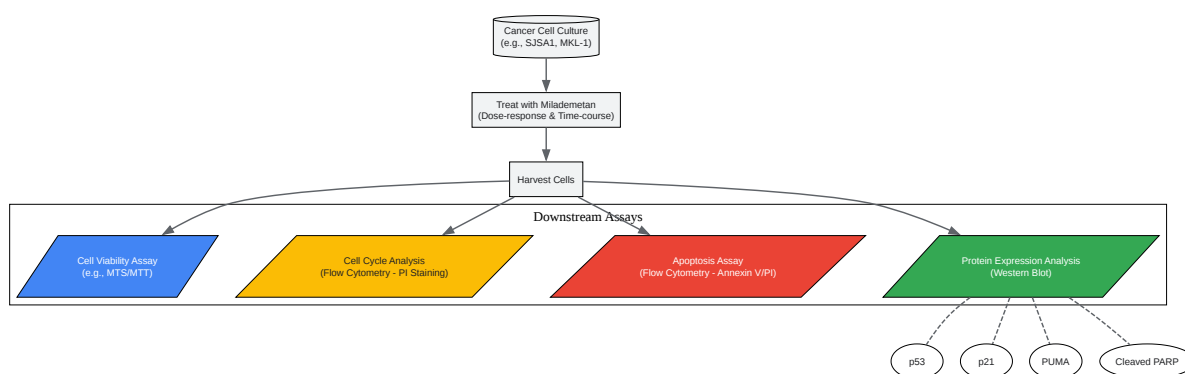 Cancer Cell Culture
(e.g., SJSA1, MKL-1)
Treat with Milademetan
(Dose-response & Time-course)
Harvest Cells
Downstream Assays
Cell Viability Assay
(e.g., MTS/MTT)
Cell Cycle Analysis
(Flow Cytometry - PI Staining)
Apoptosis Assay
(Flow Cytometry - Annexin V/PI)
Protein Expression Analysis
(Western Blot)
p53
p21
PUMA
Cleaved PARP